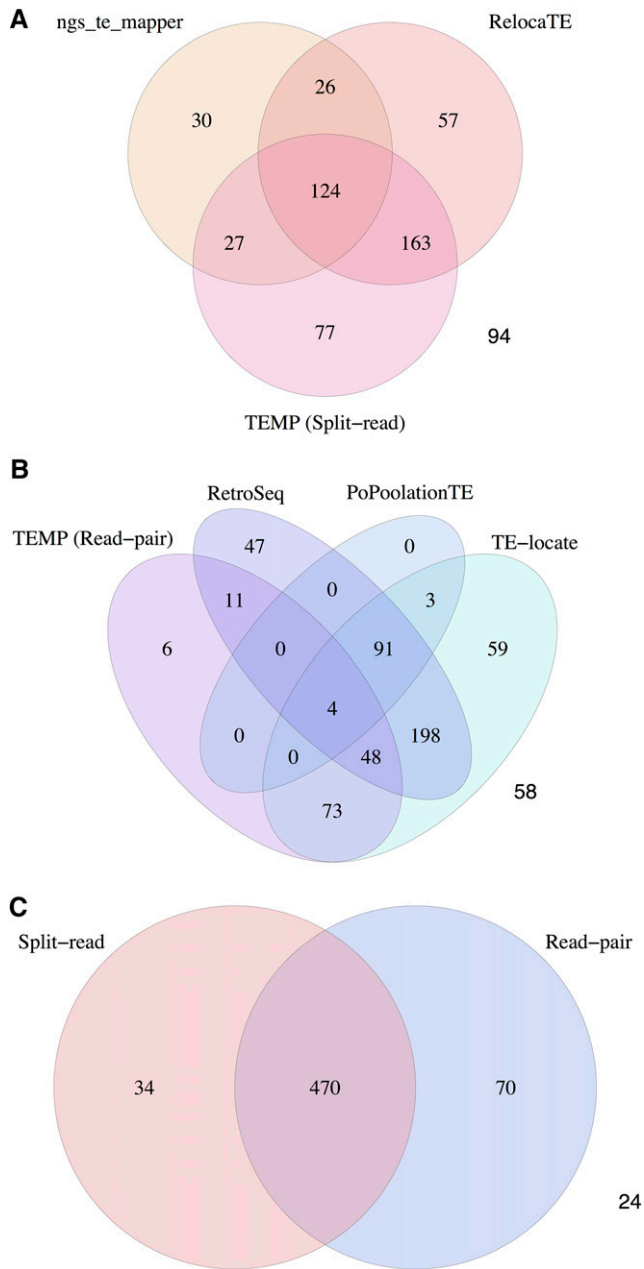 A
ngs_te_mapper RelocaTE
26
30 57
124
27 163
77 94
TEMP (Split−read)
B
RetroSeq PoPoolationTE
TEMP (Read−pair) TE−locate
47 0
0
11 3
6 0 91 59
4
0 0 48 198
73 58
C
Split−read Read−pair
34 470 70
24